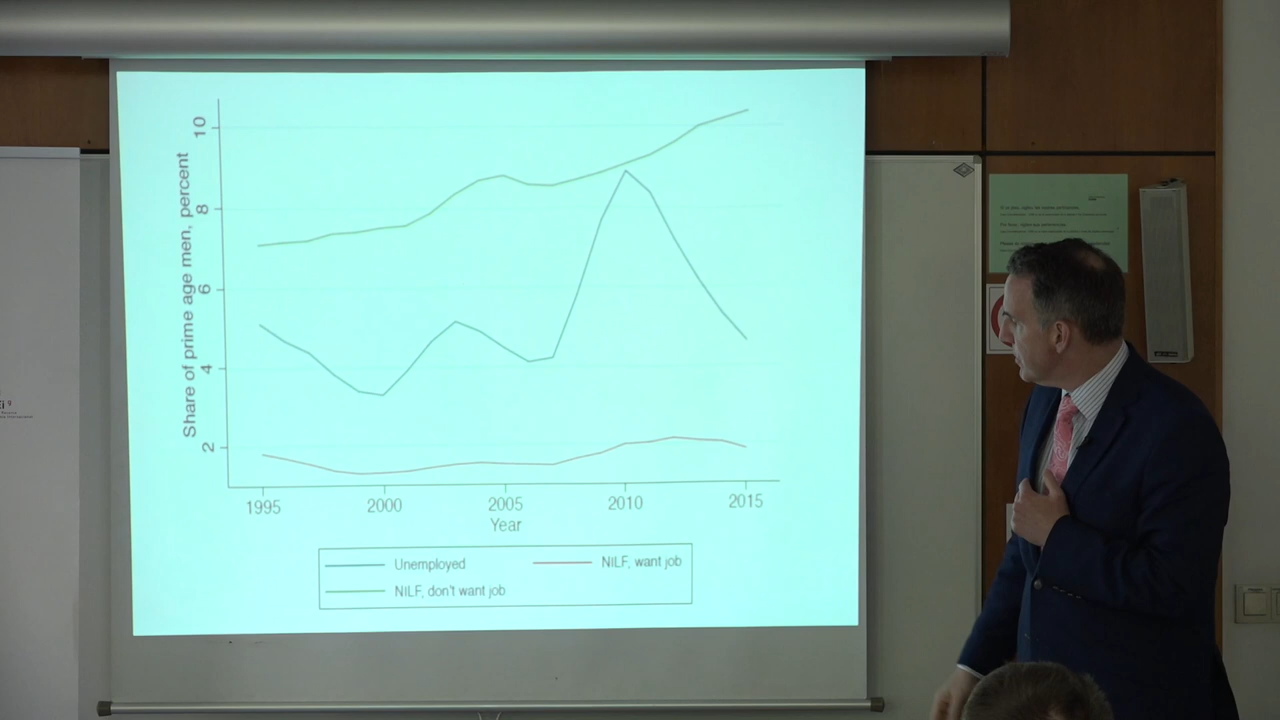 Share of prime age men, percent
10
8
6
4
2
1995 2000 2005 2010 2015
Year
Unemployed NILF, want job
NILF, don't want job